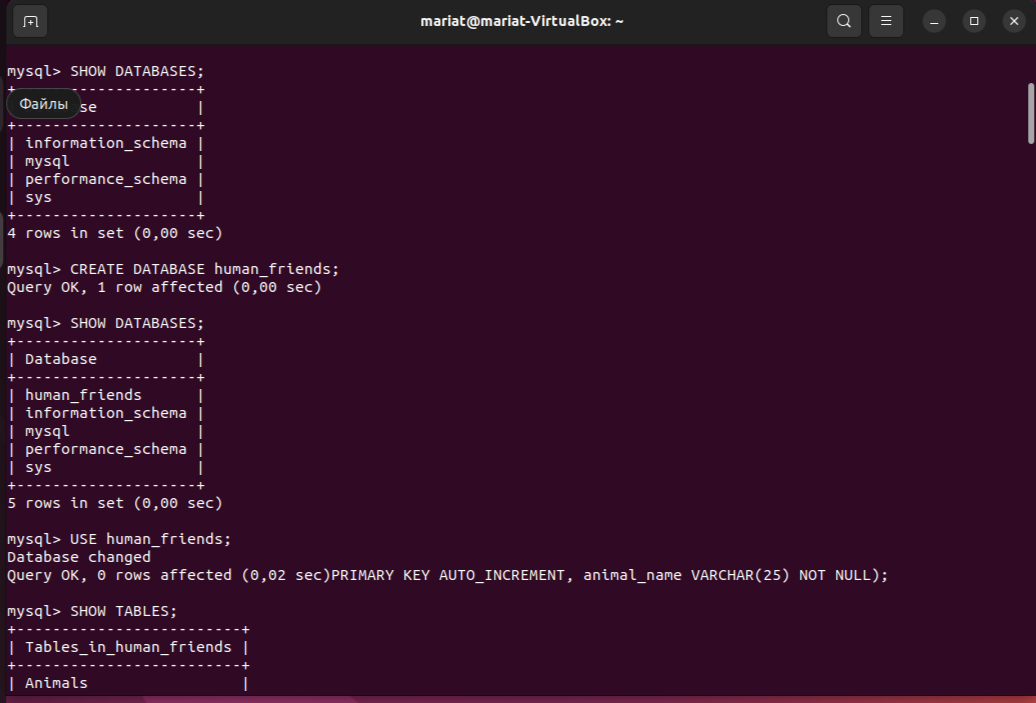 mariat@mariat-VirtualBox: ~
mysql> SHOW DATABASES;
+--------------------+
Файлы se |
+--------------------+
| information_schema |
| mysql |
| performance_schema |
| sys |
+--------------------+
4 rows in set (0,00 sec)
mysql> CREATE DATABASE human_friends;
Query OK, 1 row affected (0,00 sec)
mysql> SHOW DATABASES;
+--------------------+
| Database |
+--------------------+
| human_friends |
| information_schema |
| mysql |
| performance_schema |
| sys |
+--------------------+
5 rows in set (0,00 sec)
mysql> USE human_friends;
Database changed
Query OK, 0 rows affected (0,02 sec)PRIMARY KEY AUTO_INCREMENT, animal_name VARCHAR(25) NOT NULL);
mysql> SHOW TABLES;
+-------------------------+
| Tables_in_human_friends |
+-------------------------+
| Animals |